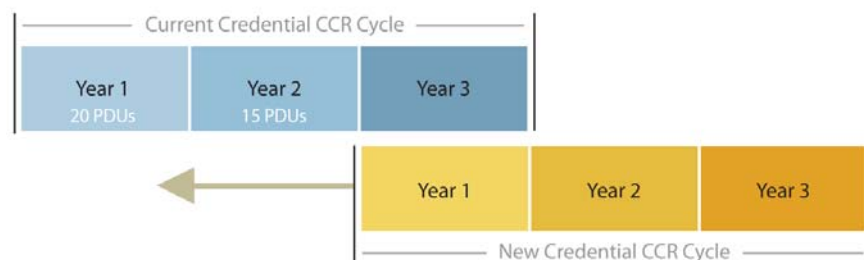 Current Credential CCR Cycle
Year 1
20 PDUs
Year 2
15 PDUs
Year 3
Year 1
Year 2
Year 3
New Credential CCR Cycle